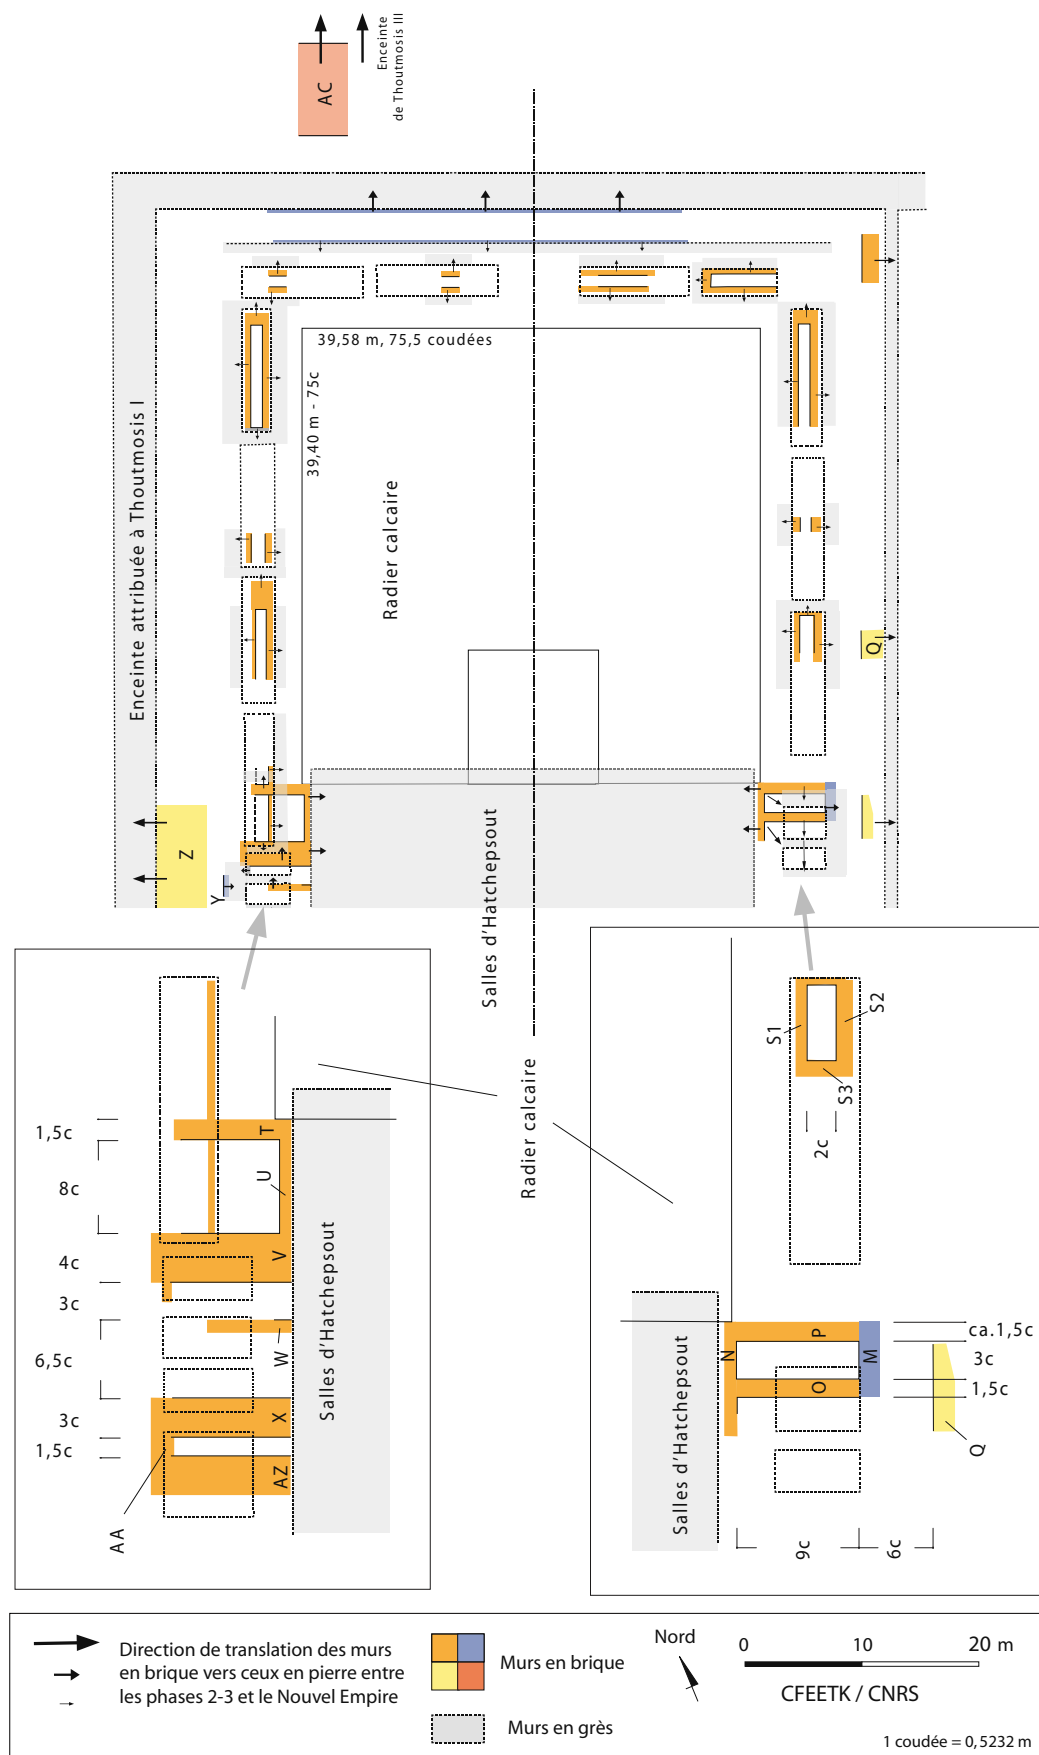 AC
Enceinte
de Thoutmosis III
39,58 m, 75,5 coudées
39,40 m - 75c
Enceinte attribuée à Thoutmosis I
Radier calcaire
Q
Z
Y
Salles d'Hatchepsout
Radier calcaire
1,5c
8c
4c
3c
6,5c
3c
1,5c
T
U
V
W
X
AZ
AA
Salles d'Hatchepsout
S1
S2
S3
2c
N
P
M
O
Q
Salles d'Hatchepsout
ca.1,5c
3c
1,5c
9c
6c
Direction de translation des murs
en brique vers ceux en pierre entre
les phases 2-3 et le Nouvel Empire
Murs en brique
Murs en grès
Nord
0 10 20 m
CFEETK / CNRS
1 coudée = 0,5232 m